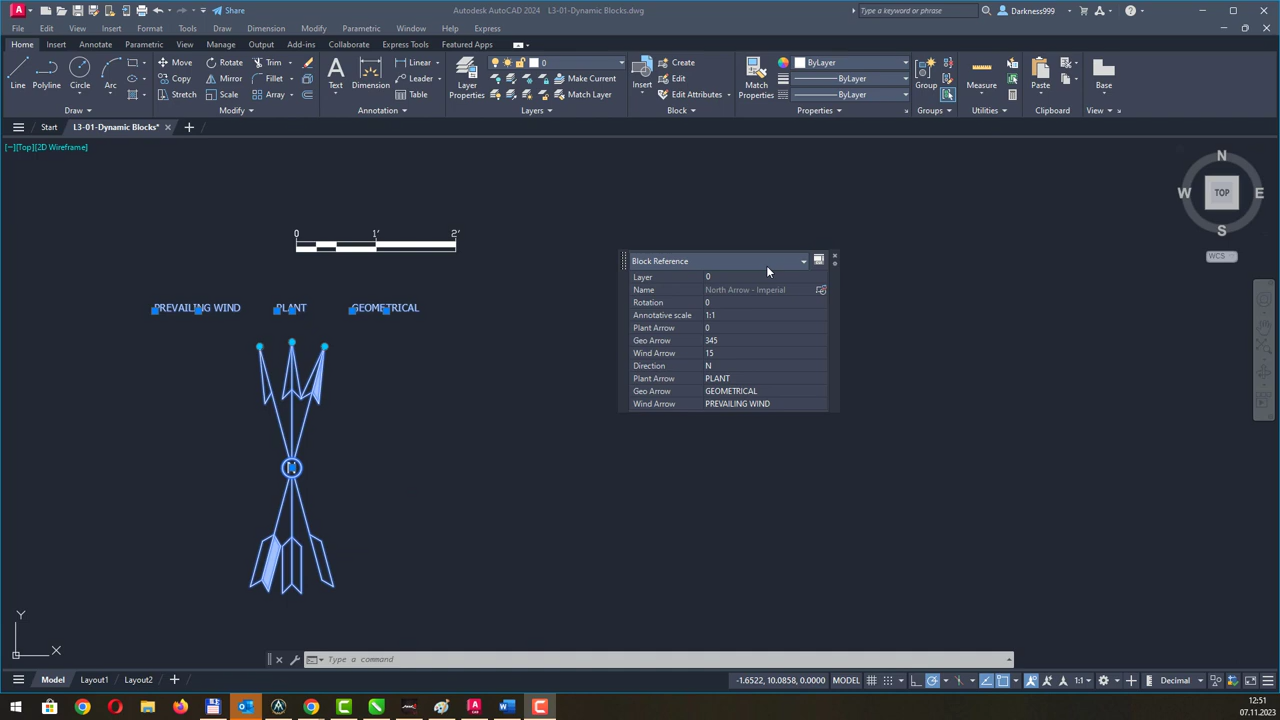 Share
Autodesk AutoCAD 2024 L3-01-Dynamic Blocks.dwg
Type a keyword or phrase
Darkness999
File Edit View Insert Format Tools Draw Dimension Modify Parametric Window Help Express
Home Insert Annotate Parametric View Manage Output Add-ins Collaborate Express Tools Featured Apps
Line Polyline Circle Arc
Move Rotate Trim
Copy Mirror Fillet
Stretch Scale Array
Text Dimension
Linear
Leader
Table
Layer Properties
0
Make Current
Match Layer
Insert
Create
Edit
Edit Attributes
Match Properties
ByLayer
ByLayer
ByLayer
Group
Measure
Paste
Base
Draw Modify Annotation Layers Block Properties Groups Utilities Clipboard View
Start L3-01-Dynamic Blocks*
[−][Top][2D Wireframe]
N
W TOP E
S
WCS
0 1' 2'
PREVAILING WIND PLANT GEOMETRICAL
N
Block Reference
Layer 0
Name North Arrow - Imperial
Rotation 0
Annotative scale 1:1
Plant Arrow 0
Geo Arrow 345
Wind Arrow 15
Direction N
Plant Arrow PLANT
Geo Arrow GEOMETRICAL
Wind Arrow PREVAILING WIND
Y
X
Type a command
Model Layout1 Layout2
-1.6522, 10.0858, 0.0000 MODEL
1:1
Decimal
12:51
07.11.2023